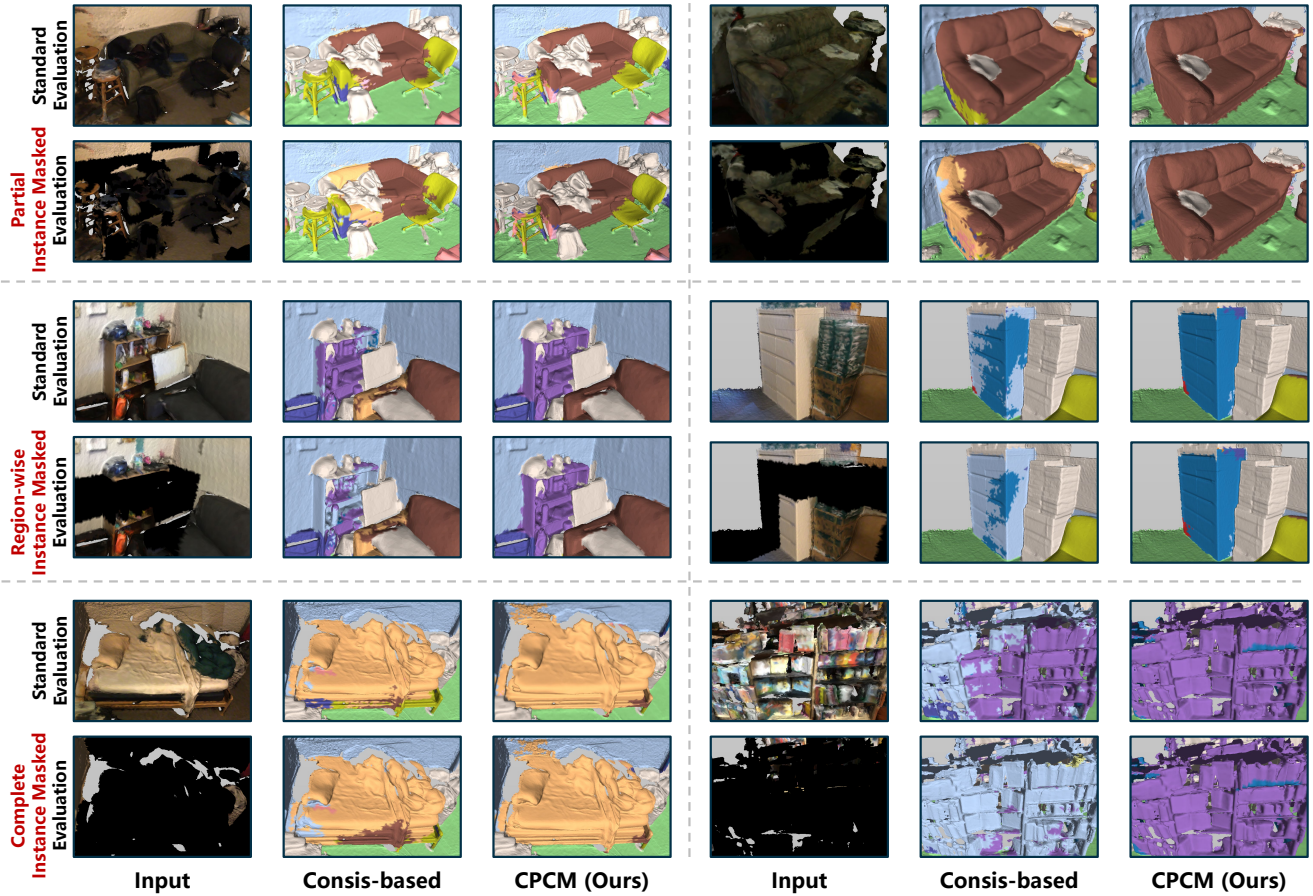 Standard
Evaluation
Partial
Instance Masked
Evaluation
Standard
Evaluation
Region-wise
Instance Masked
Evaluation
Standard
Evaluation
Complete
Instance Masked
Evaluation
Input
Consis-based
CPCM (Ours)
Input
Consis-based
CPCM (Ours)